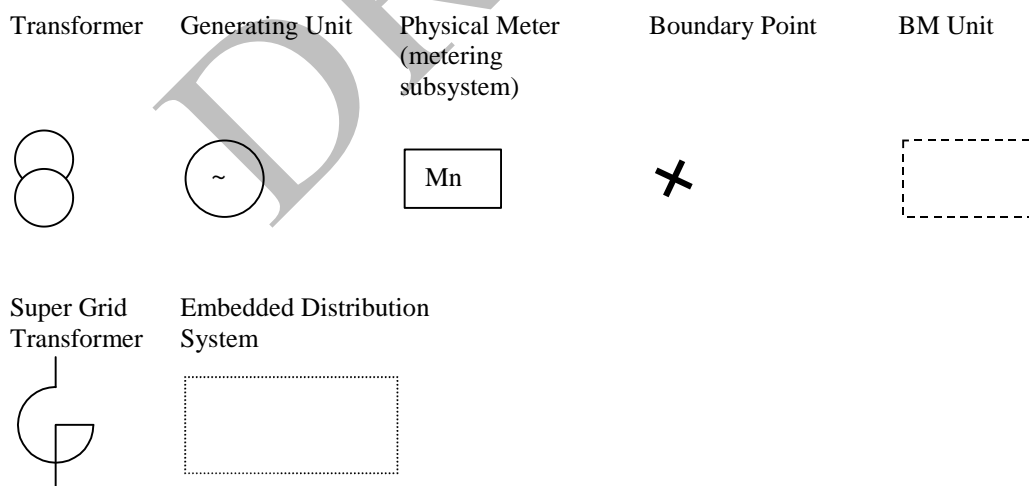 Transformer Generating Unit Physical Meter Boundary Point BM Unit
(metering
subsystem)
~ Mn
Super Grid Embedded Distribution
Transformer System